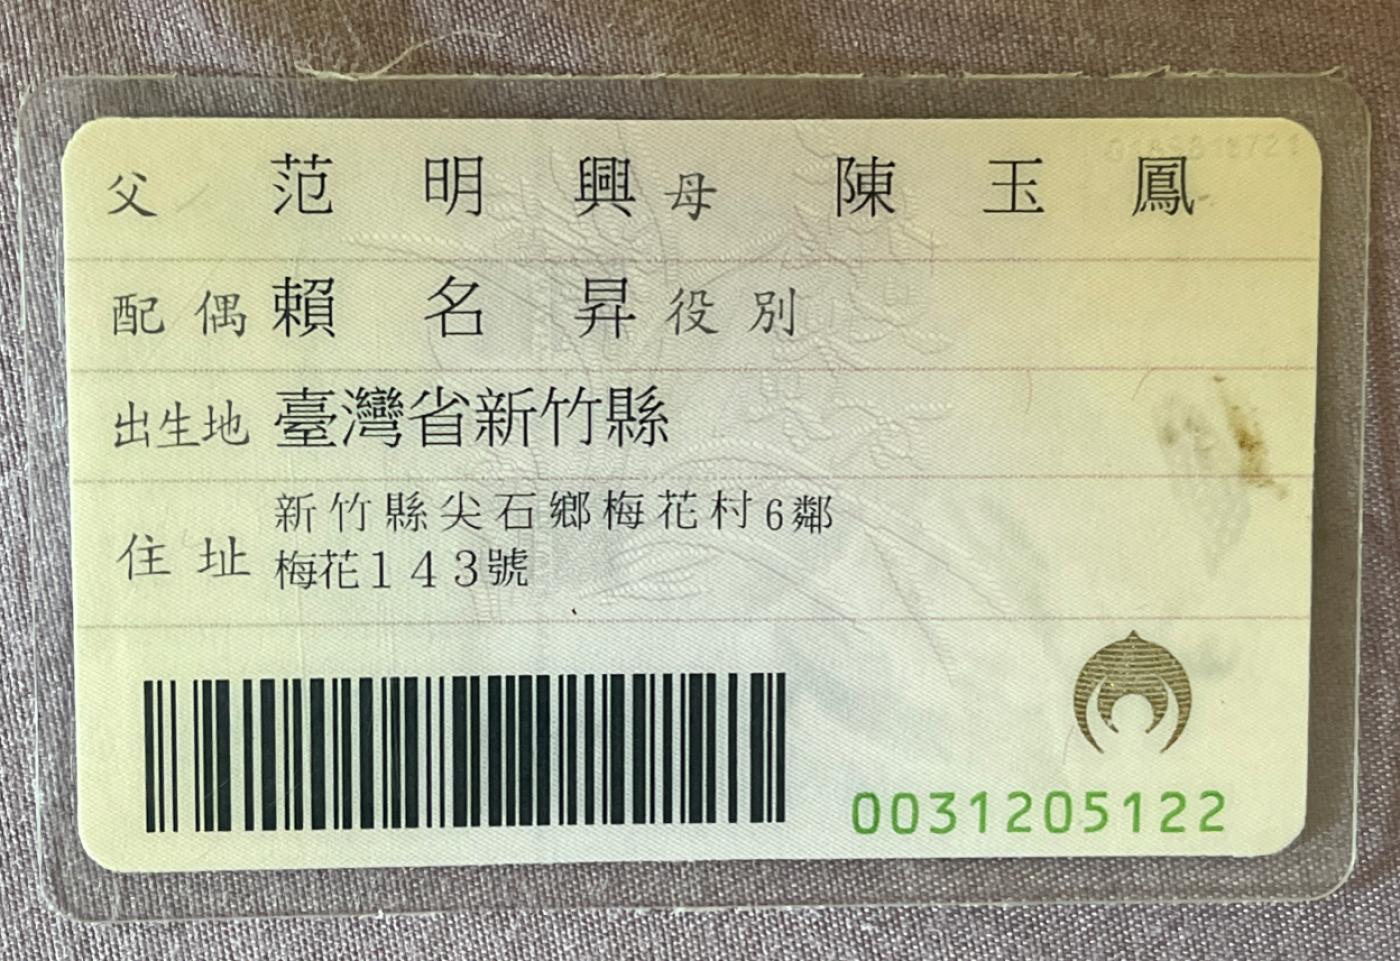 父 范明興 母 陳玉鳳
配偶 賴名昇 役別
出生地 臺灣省新竹縣
住址 新竹縣尖石鄉梅花村6鄰
梅花143號
0031205122